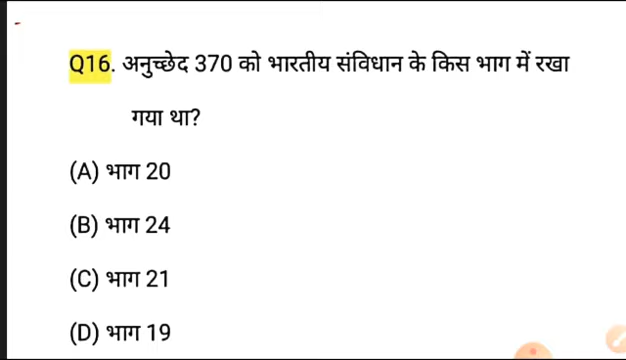 Q16. अनुच्छेद 370 को भारतीय संविधान के किस भाग में रखा
गया था?
(A) भाग 20
(B) भाग 24
(C) भाग 21
(D) भाग 19